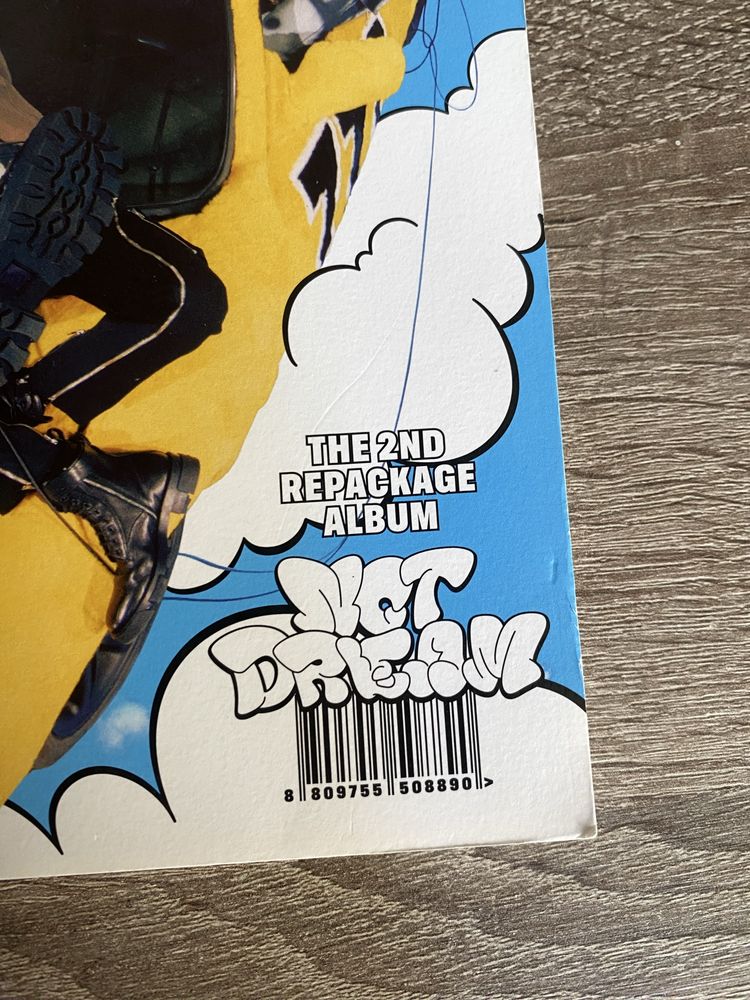 THE 2ND
REPACKAGE
ALBUM
NCT
DREAM
8 809755 508890 >